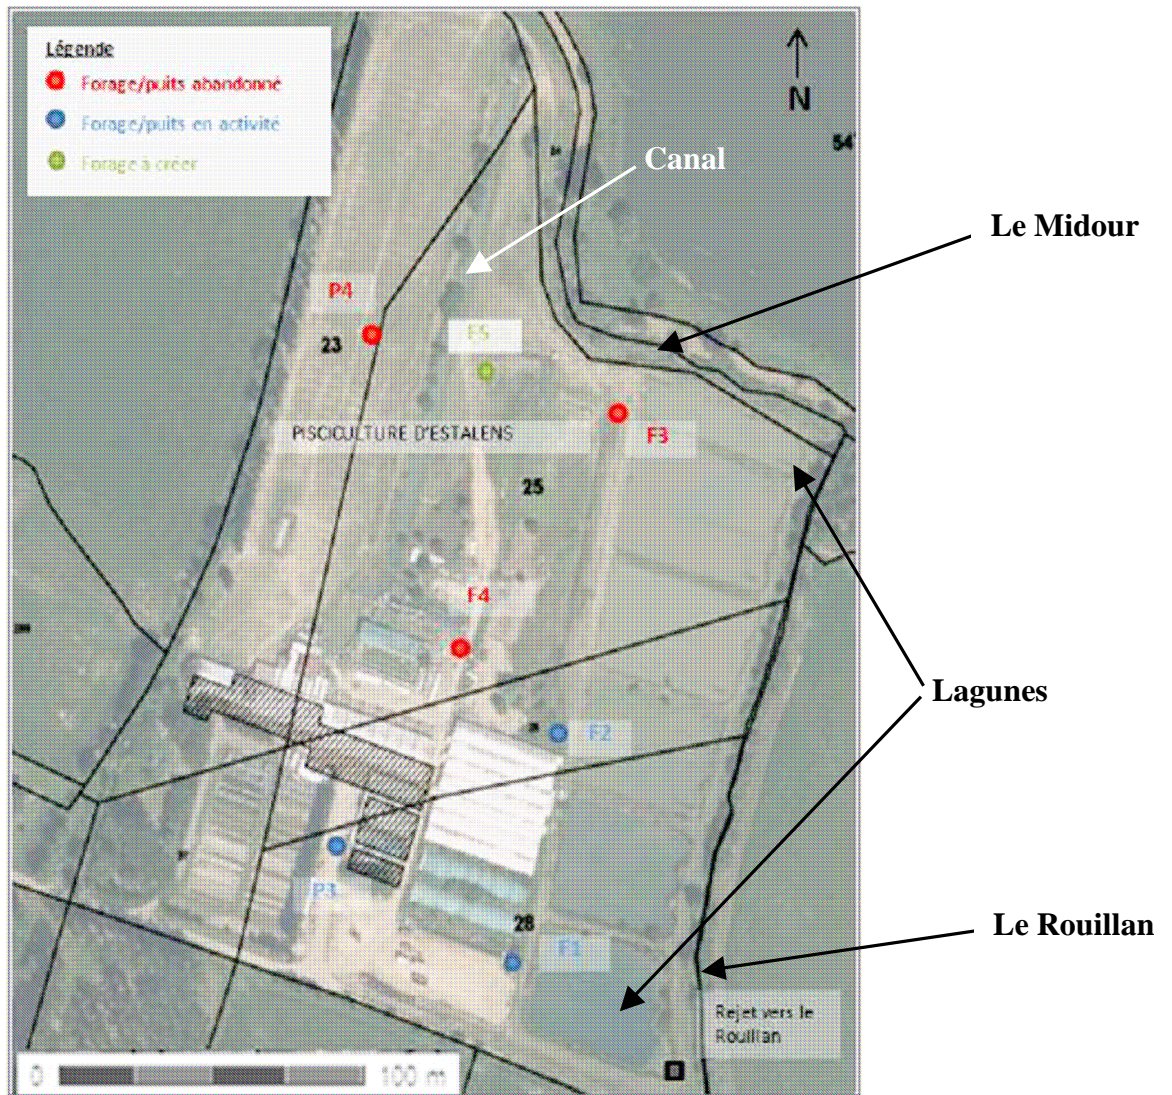 Légende
Forage/puits abandonné
Forage/puits en activité
Forage à créer
N
54
Canal
Le Midour
P4
23
F5
PISCICULTURE D'ESTALENS
F3
25
F4
Lagunes
F2
P3
28
F1
Le Rouillan
Rejet vers le
Rouillan
0
100 m